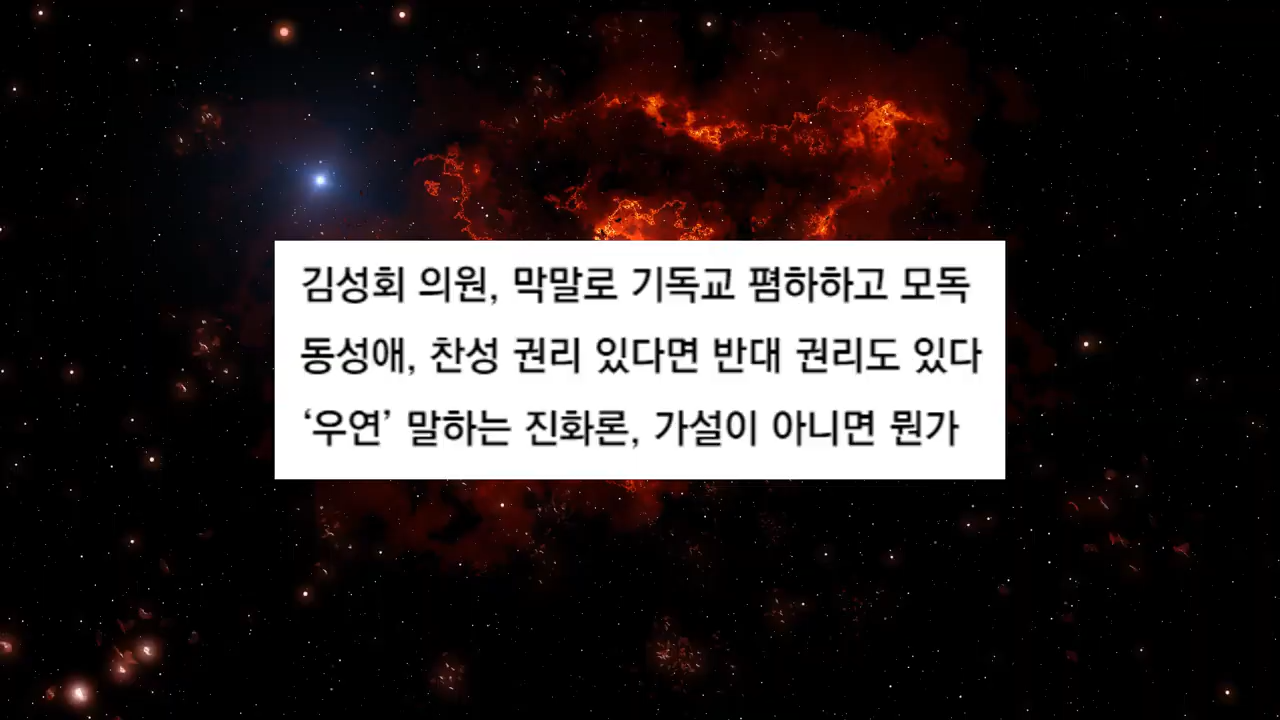 김성회 의원, 막말로 기독교 폄하하고 모독
동성애, 찬성 권리 있다면 반대 권리도 있다
‘우연’ 말하는 진화론, 가설이 아니면 뭔가